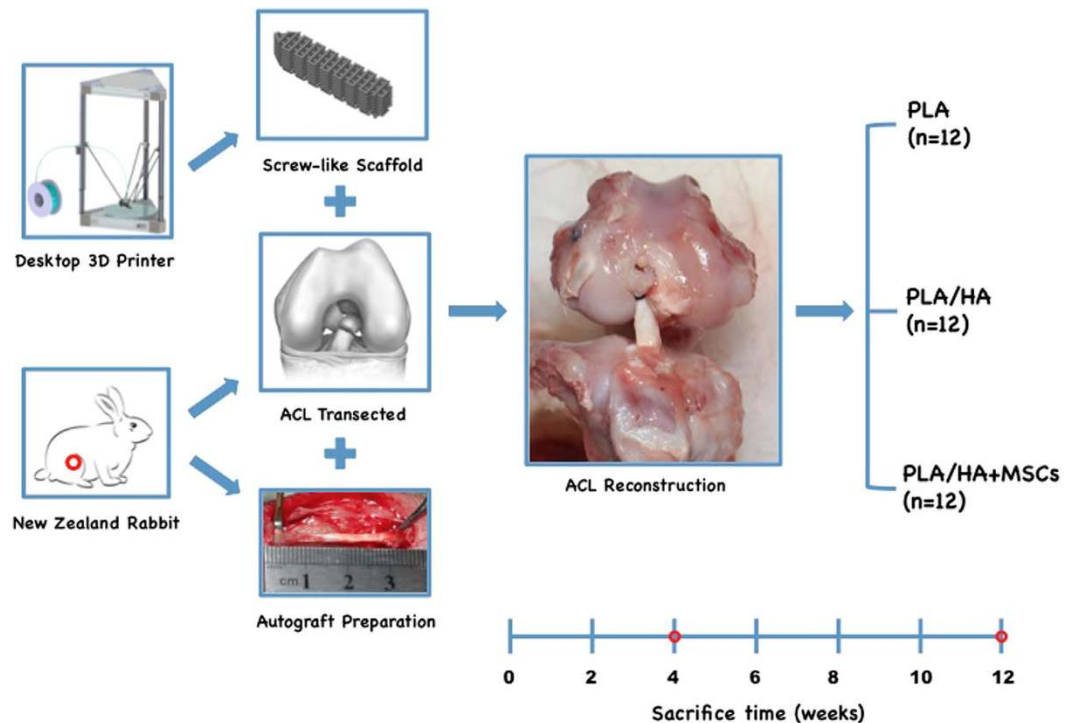 Desktop 3D Printer
Screw-like Scaffold
New Zealand Rabbit
ACL Transected
cm 1 2 3
Autograft Preparation
ACL Reconstruction
PLA
(n=12)
PLA/HA
(n=12)
PLA/HA+MSCs
(n=12)
0 2 4 6 8 10 12
Sacrifice time (weeks)